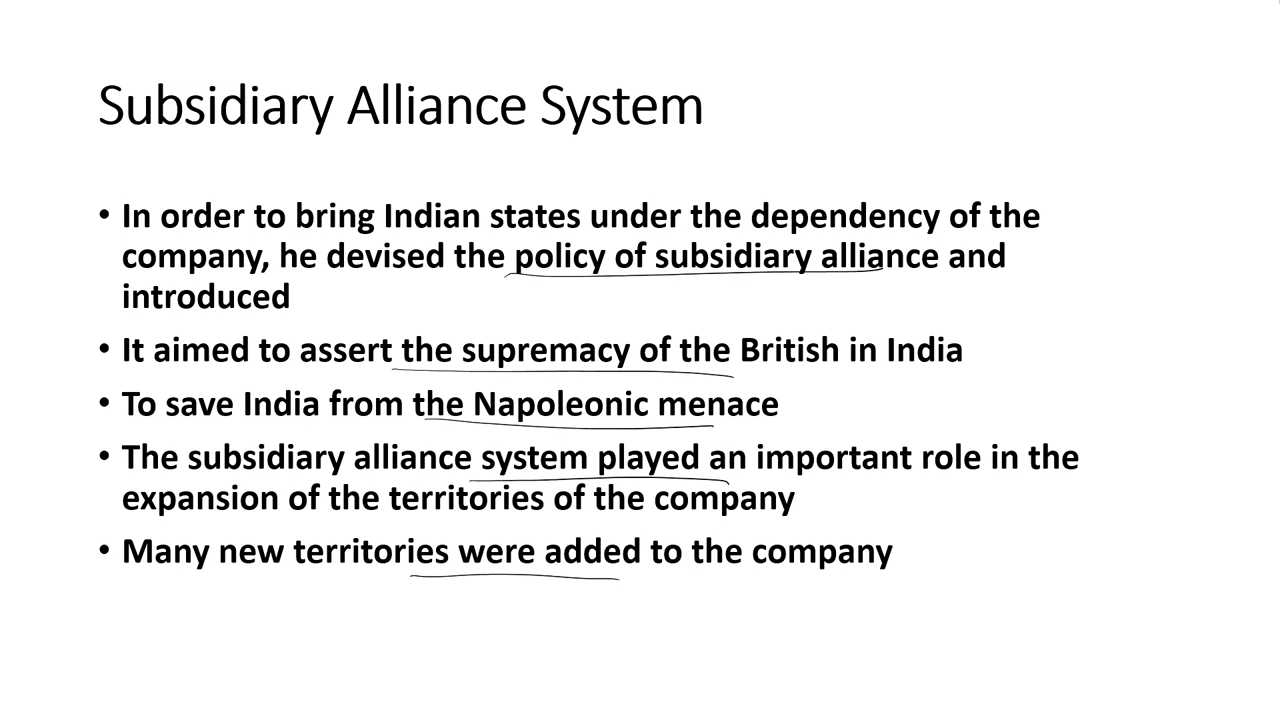 Subsidiary Alliance System
• In order to bring Indian states under the dependency of the
company, he devised the policy of subsidiary alliance and
introduced
• It aimed to assert the supremacy of the British in India
• To save India from the Napoleonic menace
• The subsidiary alliance system played an important role in the
expansion of the territories of the company
• Many new territories were added to the company